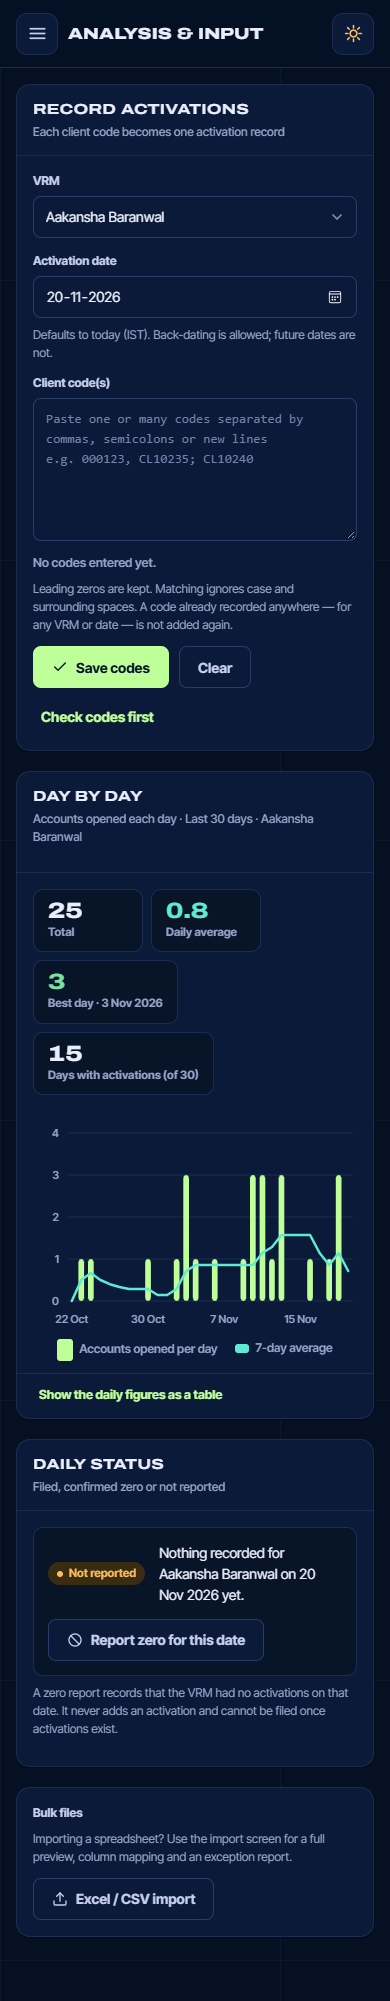 ANALYSIS & INPUT
RECORD ACTIVATIONS
Each client code becomes one activation record
VRM
Aakansha Baranwal
Activation date
20-11-2026
Defaults to today (IST). Back-dating is allowed; future dates are
not.
Client code(s)
Paste one or many codes separated by
commas, semicolons or new lines
e.g. 000123, CL10235; CL10240
No codes entered yet.
Leading zeros are kept. Matching ignores case and
surrounding spaces. A code already recorded anywhere — for
any VRM or date — is not added again.
Save codes
Clear
Check codes first
DAY BY DAY
Accounts opened each day · Last 30 days · Aakansha
Baranwal
25
Total
0.8
Daily average
3
Best day · 3 Nov 2026
15
Days with activations (of 30)
4
3
2
1
0
22 Oct 30 Oct 7 Nov 15 Nov
Accounts opened per day 7-day average
Show the daily figures as a table
DAILY STATUS
Filed, confirmed zero or not reported
Not reported
Nothing recorded for
Aakansha Baranwal on 20
Nov 2026 yet.
Report zero for this date
A zero report records that the VRM had no activations on that
date. It never adds an activation and cannot be filed once
activations exist.
Bulk files
Importing a spreadsheet? Use the import screen for a full
preview, column mapping and an exception report.
Excel / CSV import